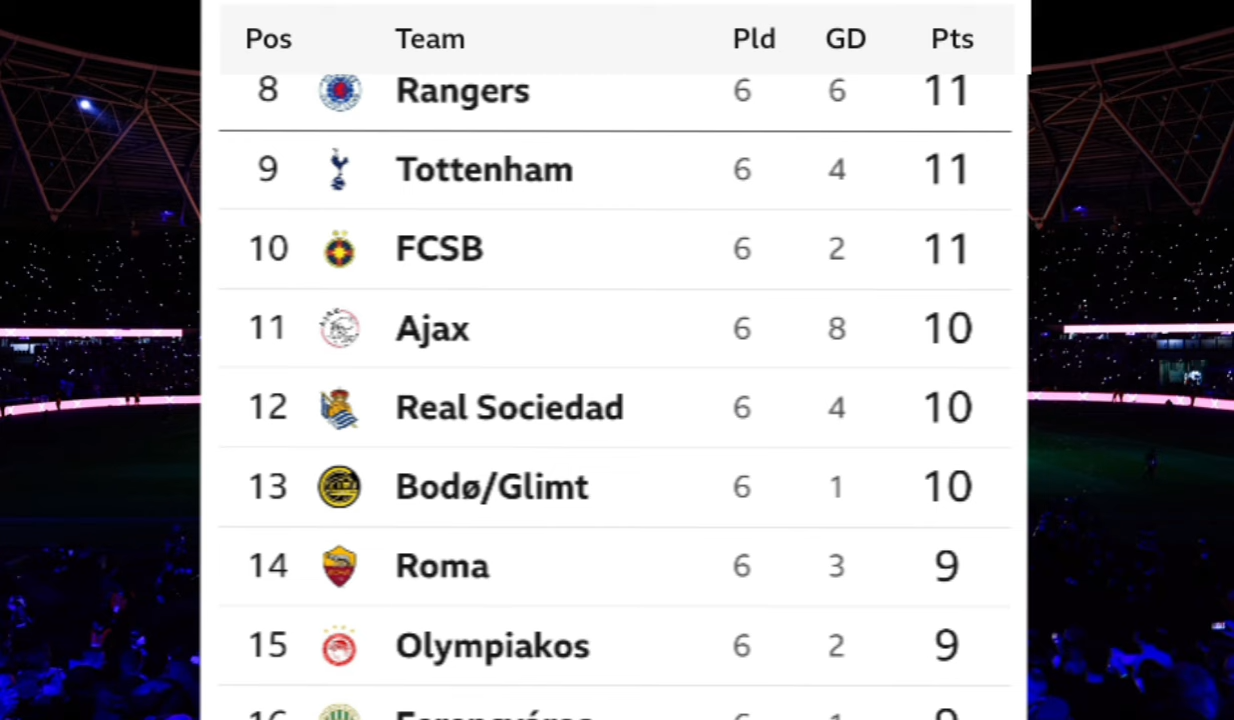 Pos Team Pld GD Pts
8 Rangers 6 6 11
9 Tottenham 6 4 11
10 FCSB 6 2 11
11 Ajax 6 8 10
12 Real Sociedad 6 4 10
13 Bodø/Glimt 6 1 10
14 Roma 6 3 9
15 Olympiakos 6 2 9